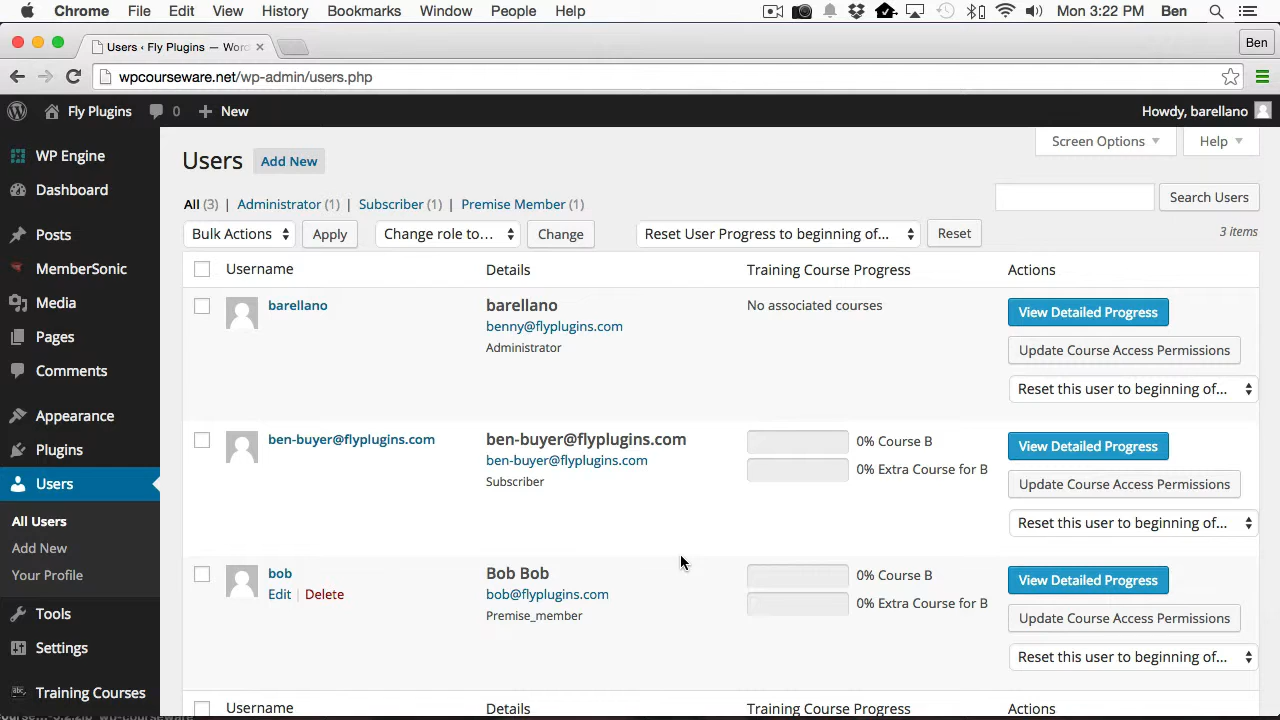 Chrome File Edit View History Bookmarks Window People Help Mon 3:22 PM Ben
Users ‹ Fly Plugins — Word Ben
wpcourseware.net/wp-admin/users.php
Fly Plugins 0 New Howdy, barellano
WP Engine
Dashboard
Posts
MemberSonic
Media
Pages
Comments
Appearance
Plugins
Users
All Users
Add New
Your Profile
Tools
Settings
Training Courses
Screen Options Help
Users Add New
All (3) | Administrator (1) | Subscriber (1) | Premise Member (1) Search Users
Bulk Actions Apply Change role to... Change Reset User Progress to beginning of... Reset 3 items
Username Details Training Course Progress Actions
barellano barellano No associated courses View Detailed Progress
benny@flyplugins.com
Administrator Update Course Access Permissions
Reset this user to beginning of...
ben-buyer@flyplugins.com ben-buyer@flyplugins.com 0% Course B View Detailed Progress
ben-buyer@flyplugins.com 0% Extra Course for B
Subscriber Update Course Access Permissions
Reset this user to beginning of...
bob Bob Bob 0% Course B View Detailed Progress
Edit | Delete bob@flyplugins.com 0% Extra Course for B
Premise_member Update Course Access Permissions
Reset this user to beginning of...
Username Details Training Course Progress Actions